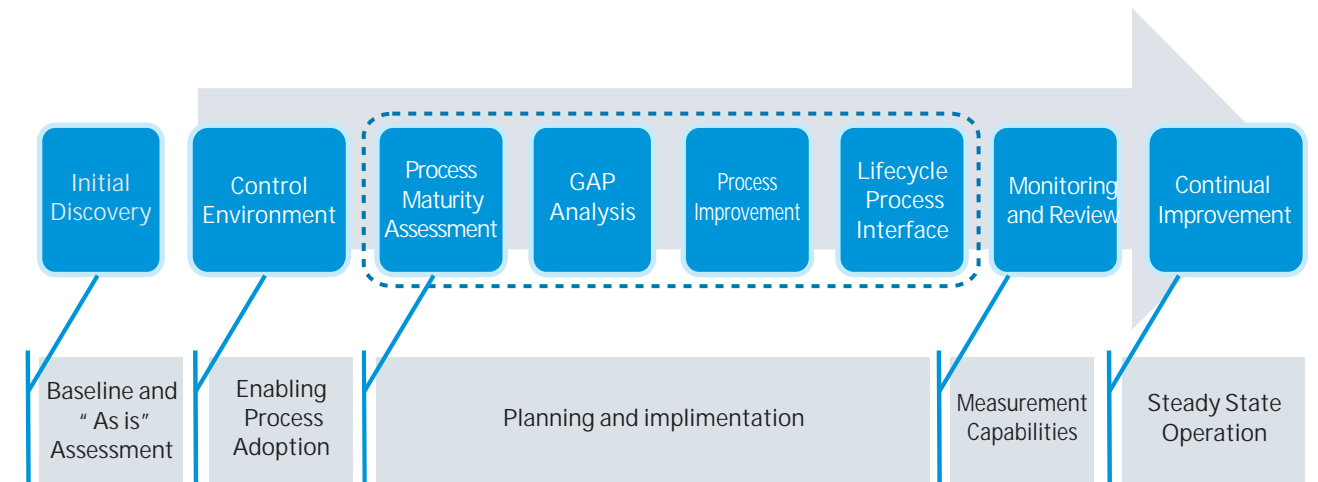 Initial
Discovery
Control
Environment
Process
Maturity
Assessment
GAP
Analysis
Process
Improvement
Lifecycle
Process
Interface
Monitoring
and Review
Continual
Improvement
Baseline and
“ As is”
Assessment
Enabling
Process
Adoption
Planning and implimentation
Measurement
Capabilities
Steady State
Operation